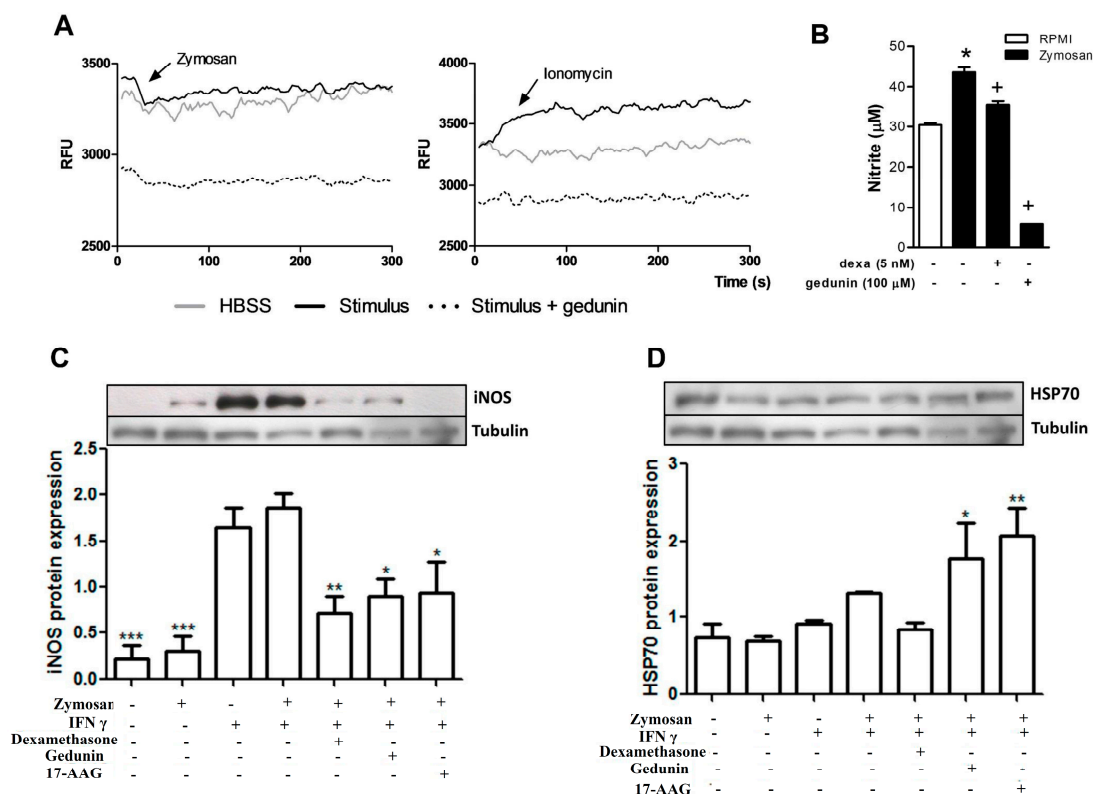 A
3500
3000
2500
RFU
Zymosan
0 100 200 300
4000
3500
3000
2500
RFU
Ionomycin
0 100 200 300
Time (s)
HBSS Stimulus Stimulus + gedunin
B
RPMI
Zymosan
50
40
30
20
10
0
Nitrite (μM)
*
+
+
dexa (5 nM) - - + -
gedunin (100 μM) - - - +
C
iNOS
Tubulin
2.5
2.0
1.5
1.0
0.5
0.0
iNOS protein expression
*** *** ** * *
Zymosan - + - + + + +
IFN γ - - + + + + +
Dexamethasone - - - - + - -
Gedunin - - - - - + -
17-AAG - - - - - - +
D
HSP70
Tubulin
3
2
1
0
HSP70 protein expression
* **
Zymosan - + - + + + +
IFN γ - - + + + + +
Dexamethasone - - - - + - -
Gedunin - - - - - + -
17-AAG - - - - - - +